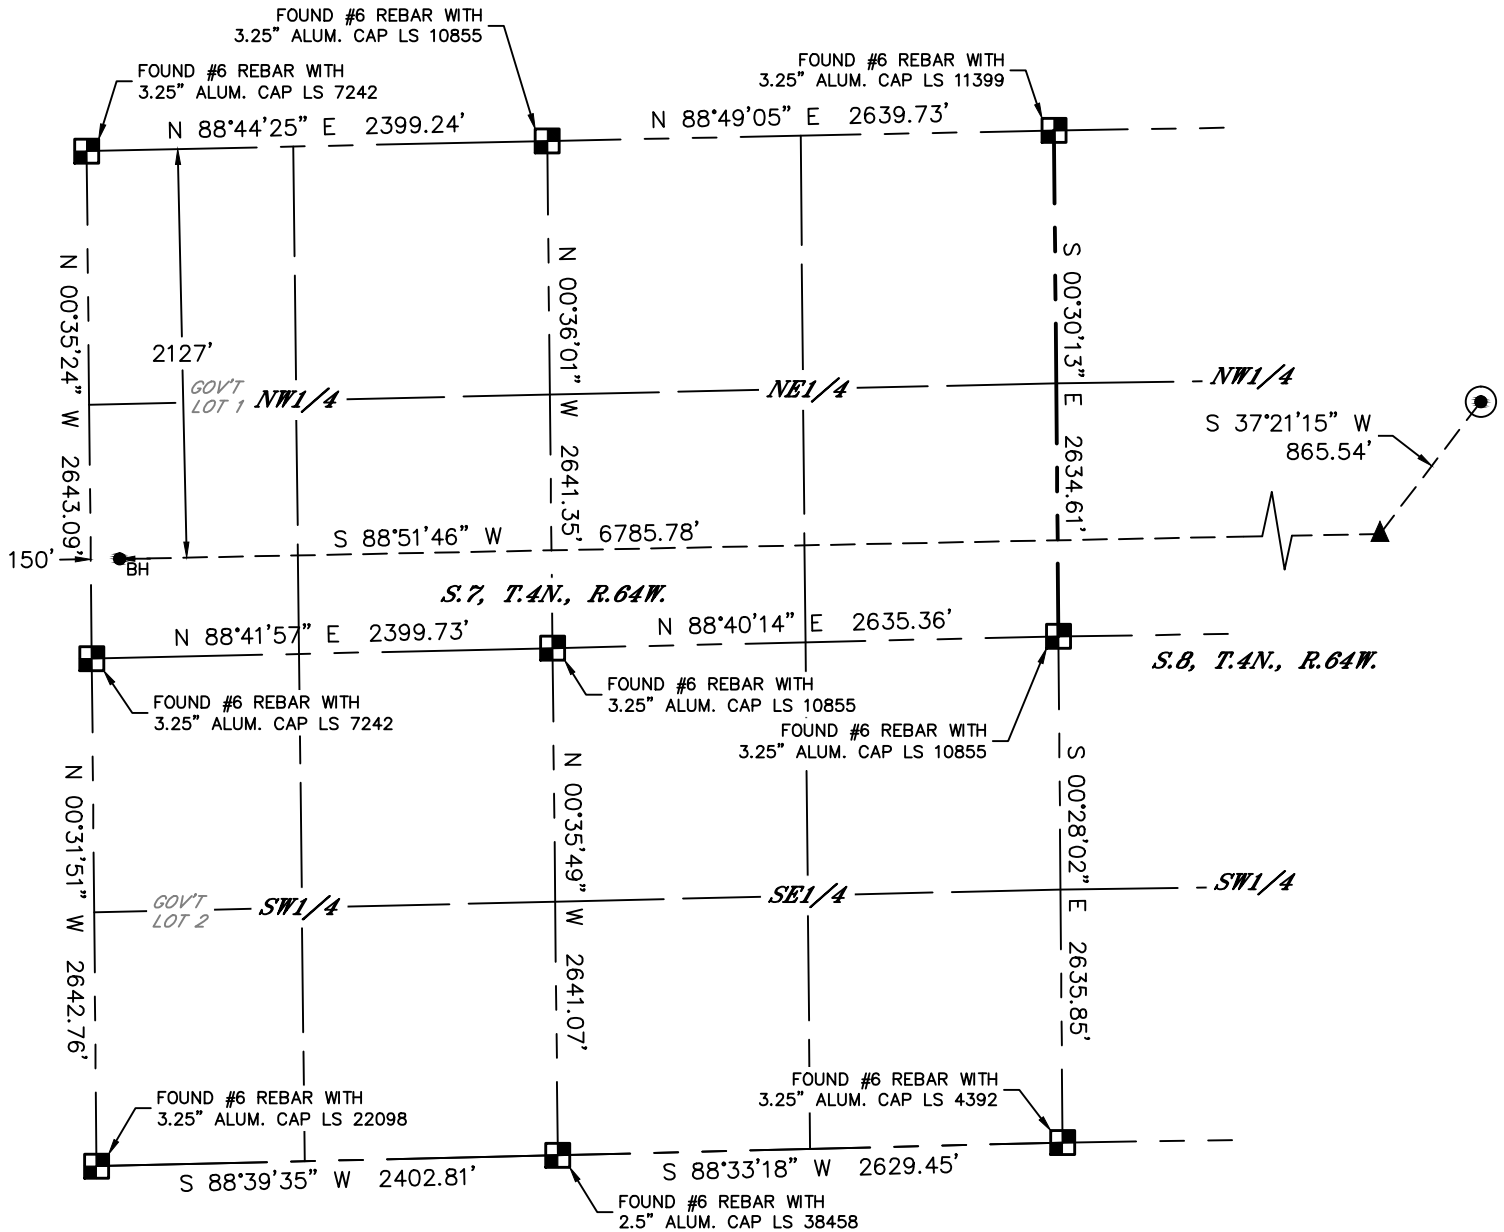 FOUND #6 REBAR WITH
3.25" ALUM. CAP LS 10855
FOUND #6 REBAR WITH
3.25" ALUM. CAP LS 7242
FOUND #6 REBAR WITH
3.25" ALUM. CAP LS 11399
N 88°44'25" E 2399.24'
N 88°49'05" E 2639.73'
N 00°35'24" W 2643.09'
N 00°36'01" W 2641.35'
S 00°30'13" E 2634.61'
2127'
GOV'T
LOT 1
NW1/4
NE1/4
NW1/4
S 37°21'15" W
865.54'
S 88°51'46" W 6785.78'
150'
BH
S.7, T.4N., R.64W.
N 88°41'57" E 2399.73'
N 88°40'14" E 2635.36'
S.8, T.4N., R.64W.
FOUND #6 REBAR WITH
3.25" ALUM. CAP LS 7242
FOUND #6 REBAR WITH
3.25" ALUM. CAP LS 10855
FOUND #6 REBAR WITH
3.25" ALUM. CAP LS 10855
N 00°31'51" W 2642.76'
N 00°35'49" W 2641.07'
S 00°28'02" E 2635.85'
GOV'T
LOT 2
SW1/4
SE1/4
SW1/4
FOUND #6 REBAR WITH
3.25" ALUM. CAP LS 22098
FOUND #6 REBAR WITH
3.25" ALUM. CAP LS 4392
S 88°39'35" W 2402.81'
S 88°33'18" W 2629.45'
FOUND #6 REBAR WITH
2.5" ALUM. CAP LS 38458